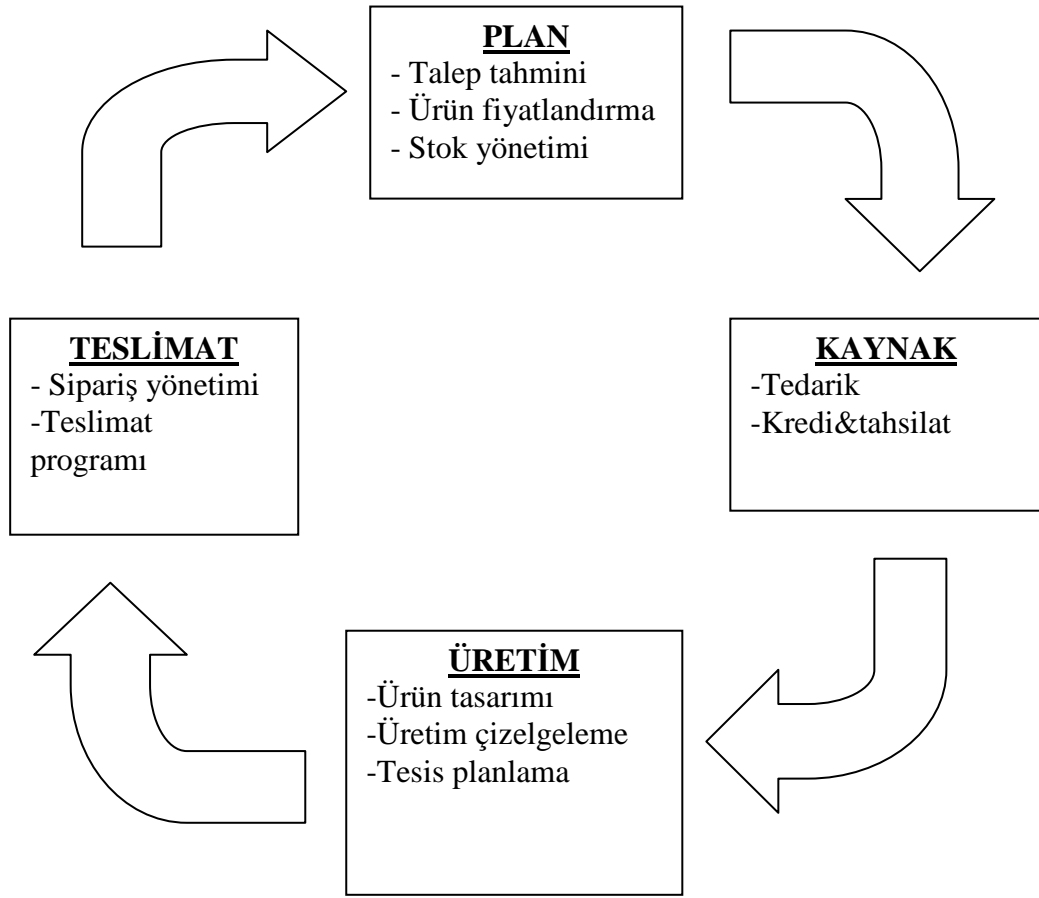 PLAN
- Talep tahmini
- Ürün fiyatlandırma
- Stok yönetimi
TESLİMAT
- Sipariş yönetimi
-Teslimat
programı
KAYNAK
-Tedarik
-Kredi&tahsilat
ÜRETİM
-Ürün tasarımı
-Üretim çizelgeleme
-Tesis planlama